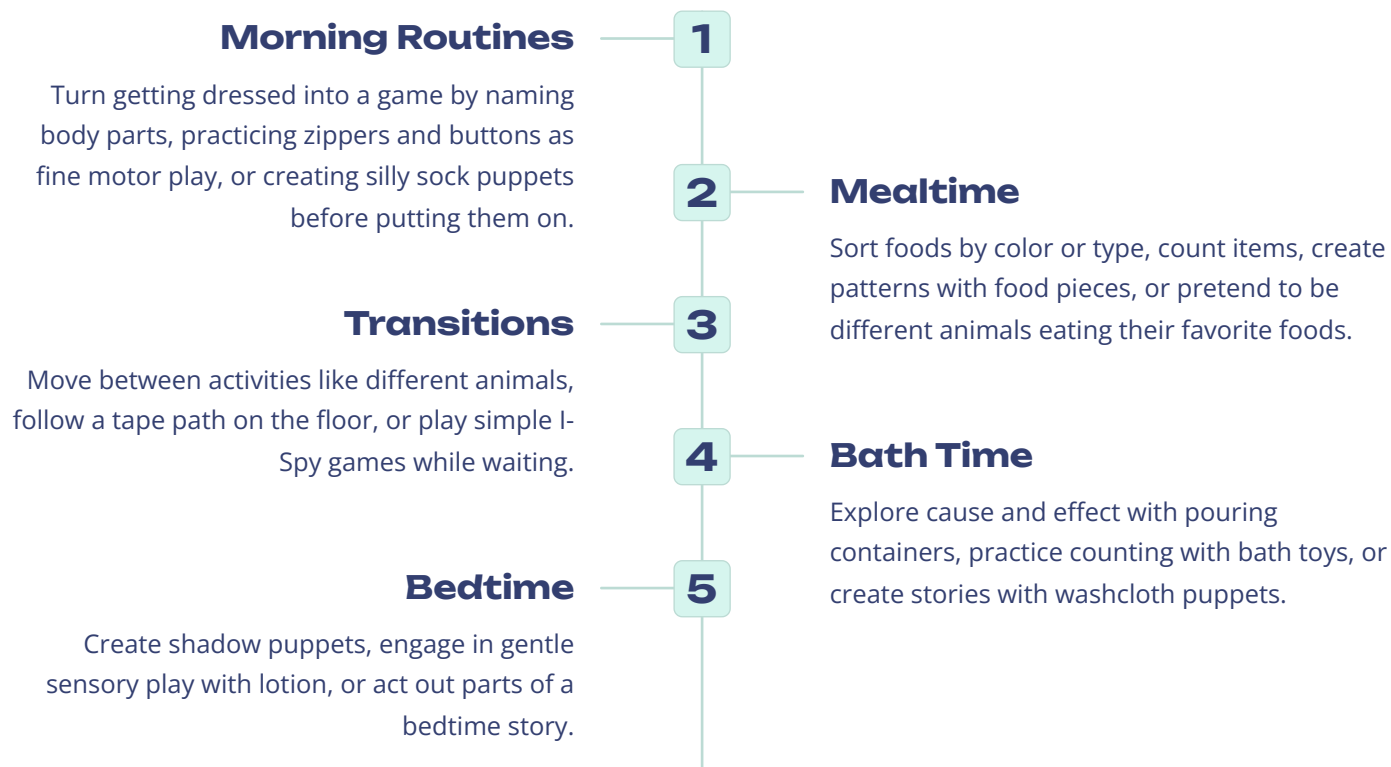 1
Morning Routines
Turn getting dressed into a game by naming
body parts, practicing zippers and buttons as
fine motor play, or creating silly sock puppets
before putting them on.
2
Mealtime
Sort foods by color or type, count items, create
patterns with food pieces, or pretend to be
different animals eating their favorite foods.
3
Transitions
Move between activities like different animals,
follow a tape path on the floor, or play simple I-
Spy games while waiting.
4
Bath Time
Explore cause and effect with pouring
containers, practice counting with bath toys, or
create stories with washcloth puppets.
5
Bedtime
Create shadow puppets, engage in gentle
sensory play with lotion, or act out parts of a
bedtime story.